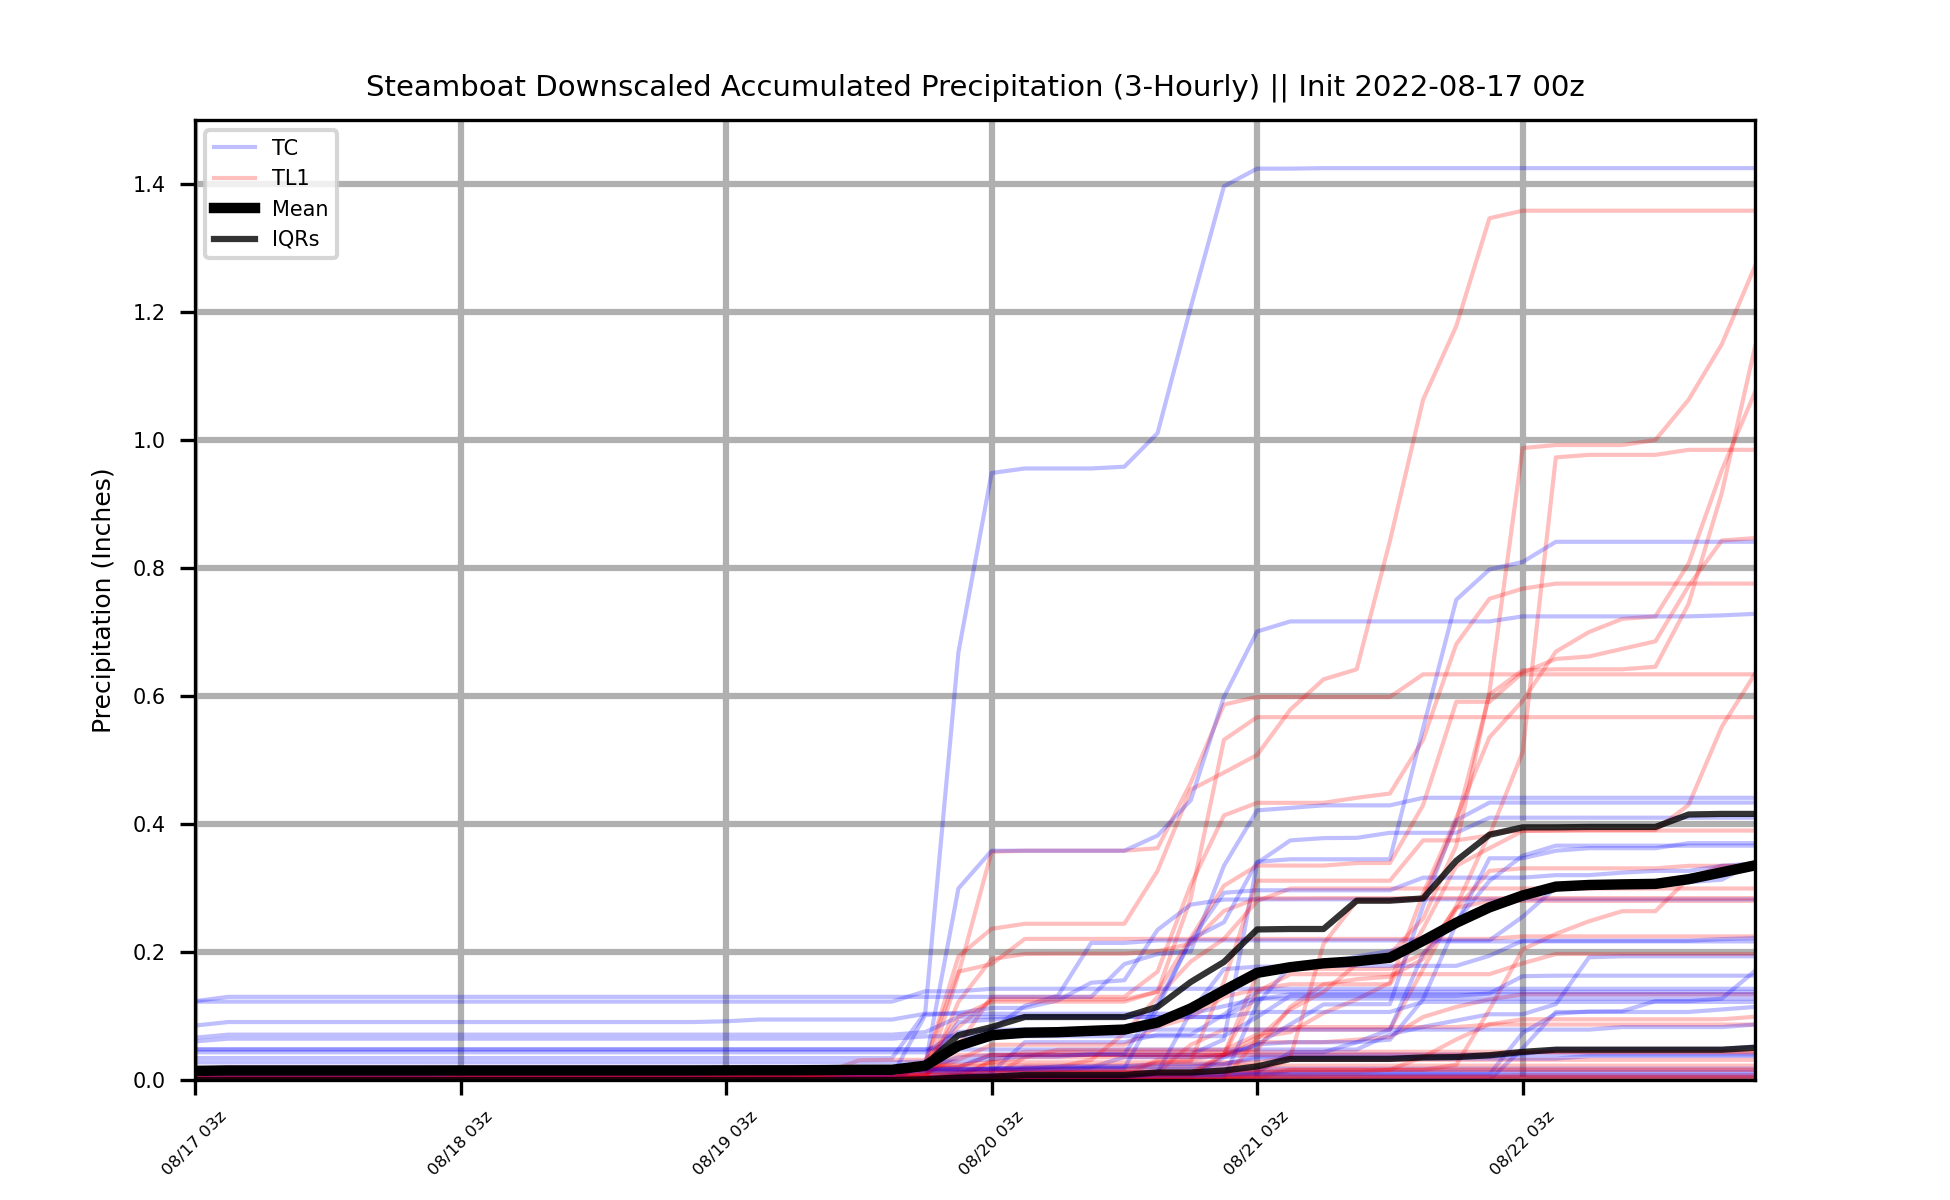 Steamboat Downscaled Accumulated Precipitation (3-Hourly) || Init 2022-08-17 00z
TC
TL1
Mean
IQRs
Precipitation (Inches)
1.4
1.2
1.0
0.8
0.6
0.4
0.2
0.0
08/17 03z
08/18 03z
08/19 03z
08/20 03z
08/21 03z
08/22 03z